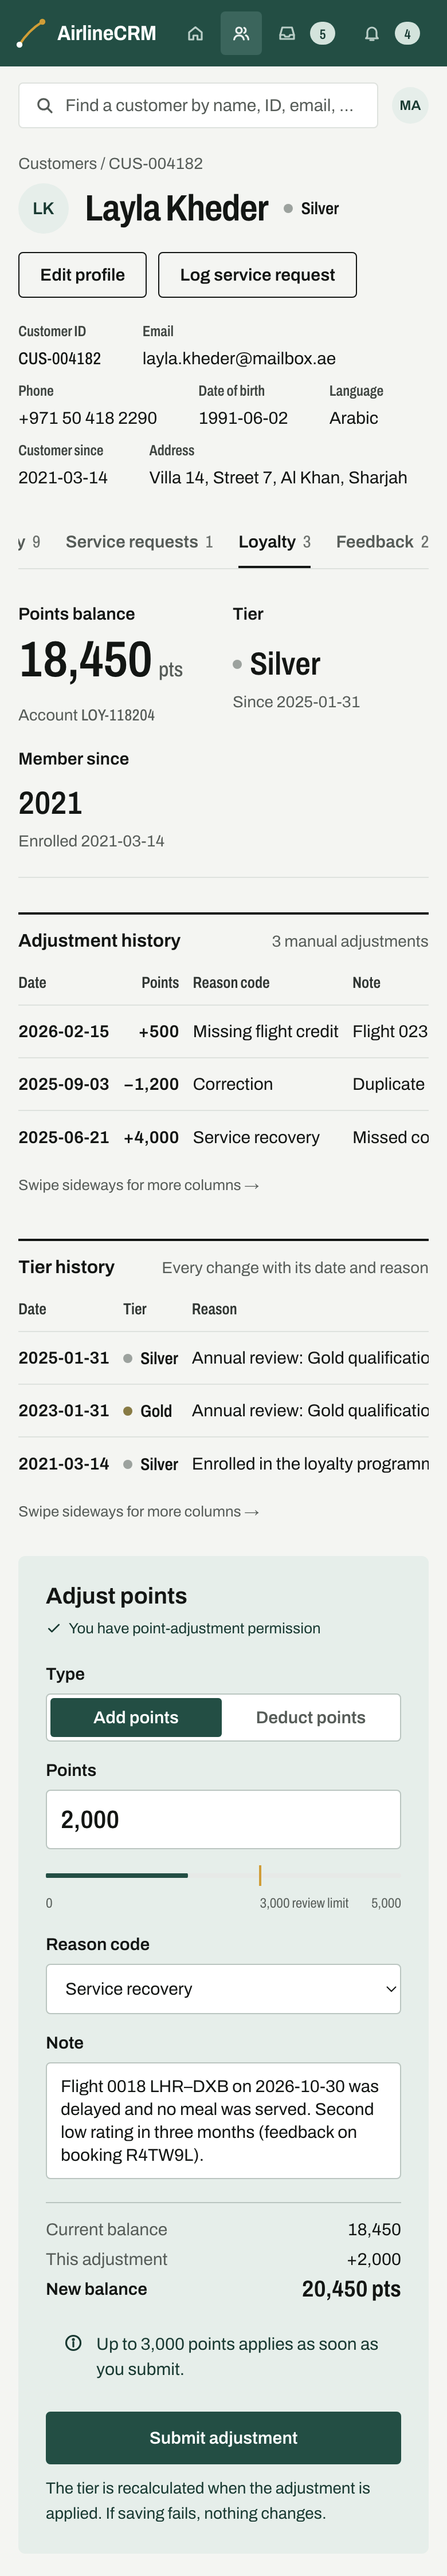 AirlineCRM
5
4
Find a customer by name, ID, email, ...
MA
Customers / CUS-004182
LK
Layla Kheder
Silver
Edit profile
Log service request
Customer ID
Email
CUS-004182
layla.kheder@mailbox.ae
Phone
Date of birth
Language
+971 50 418 2290
1991-06-02
Arabic
Customer since
Address
2021-03-14
Villa 14, Street 7, Al Khan, Sharjah
y 9
Service requests 1
Loyalty 3
Feedback 2
Points balance
Tier
18,450 pts
Silver
Account LOY-118204
Since 2025-01-31
Member since
2021
Enrolled 2021-03-14
Adjustment history
3 manual adjustments
Date Points Reason code Note
2026-02-15 +500 Missing flight credit Flight 023
2025-09-03 −1,200 Correction Duplicate
2025-06-21 +4,000 Service recovery Missed co
Swipe sideways for more columns →
Tier history
Every change with its date and reason
Date Tier Reason
2025-01-31 Silver Annual review: Gold qualificatio
2023-01-31 Gold Annual review: Gold qualificatio
2021-03-14 Silver Enrolled in the loyalty programm
Swipe sideways for more columns →
Adjust points
You have point-adjustment permission
Type
Add points
Deduct points
Points
2,000
0
3,000 review limit
5,000
Reason code
Service recovery
Note
Flight 0018 LHR–DXB on 2026-10-30 was
delayed and no meal was served. Second
low rating in three months (feedback on
booking R4TW9L).
Current balance 18,450
This adjustment +2,000
New balance 20,450 pts
Up to 3,000 points applies as soon as
you submit.
Submit adjustment
The tier is recalculated when the adjustment is
applied. If saving fails, nothing changes.